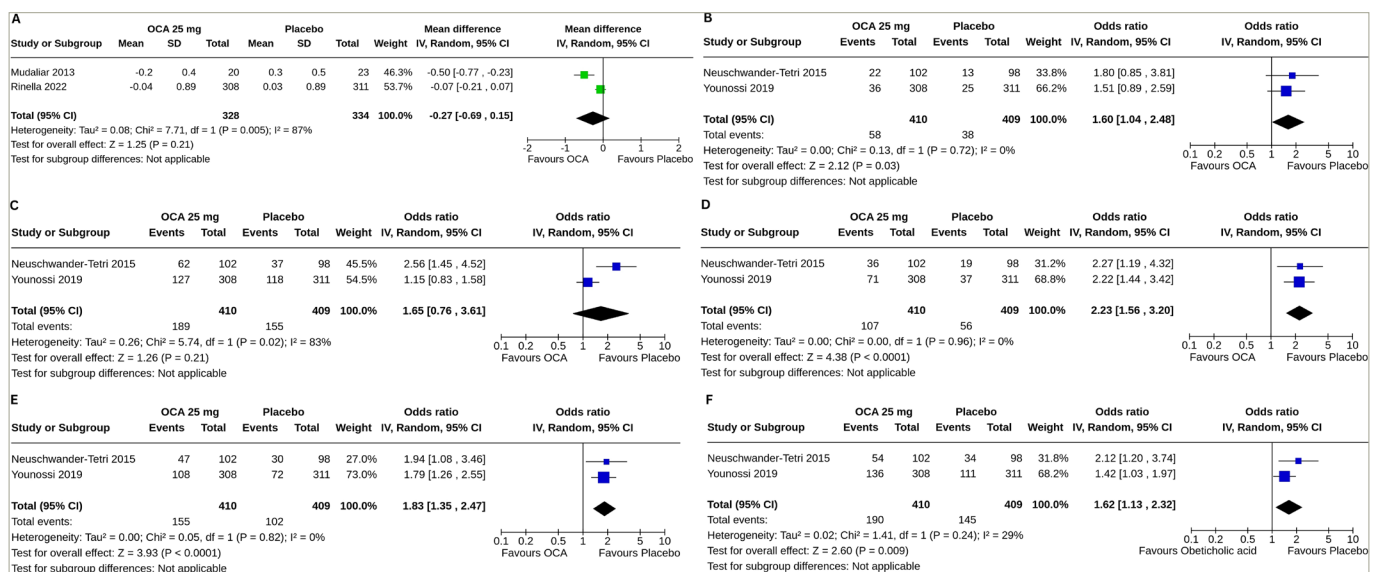 A
OCA 25 mg Placebo Mean difference Mean difference
Study or Subgroup Mean SD Total Mean SD Total Weight IV, Random, 95% CI IV, Random, 95% CI
Mudaliar 2013 -0.2 0.4 20 0.3 0.5 23 46.3% -0.50 [-0.77 , -0.23]
Rinella 2022 -0.04 0.89 308 0.03 0.89 311 53.7% -0.07 [-0.21 , 0.07]
Total (95% CI) 328 334 100.0% -0.27 [-0.69 , 0.15]
Heterogeneity: Tau² = 0.08; Chi² = 7.71, df = 1 (P = 0.005); I² = 87%
Test for overall effect: Z = 1.25 (P = 0.21)
Test for subgroup differences: Not applicable
-2 -1 0 1 2
Favours OCA Favours Placebo
B
OCA 25 mg Placebo Odds ratio Odds ratio
Study or Subgroup Events Total Events Total Weight IV, Random, 95% CI IV, Random, 95% CI
Neuschwander-Tetri 2015 22 102 13 98 33.8% 1.80 [0.85 , 3.81]
Younossi 2019 36 308 25 311 66.2% 1.51 [0.89 , 2.59]
Total (95% CI) 410 409 100.0% 1.60 [1.04 , 2.48]
Total events: 58 38
Heterogeneity: Tau² = 0.00; Chi² = 0.13, df = 1 (P = 0.72); I² = 0%
Test for overall effect: Z = 2.12 (P = 0.03)
Test for subgroup differences: Not applicable
0.1 0.2 0.5 1 2 5 10
Favours OCA Favours Placebo
C
OCA 25 mg Placebo Odds ratio Odds ratio
Study or Subgroup Events Total Events Total Weight IV, Random, 95% CI IV, Random, 95% CI
Neuschwander-Tetri 2015 62 102 37 98 45.5% 2.56 [1.45 , 4.52]
Younossi 2019 127 308 118 311 54.5% 1.15 [0.83 , 1.58]
Total (95% CI) 410 409 100.0% 1.65 [0.76 , 3.61]
Total events: 189 155
Heterogeneity: Tau² = 0.26; Chi² = 5.74, df = 1 (P = 0.02); I² = 83%
Test for overall effect: Z = 1.26 (P = 0.21)
Test for subgroup differences: Not applicable
0.1 0.2 0.5 1 2 5 10
Favours OCA Favours Placebo
D
OCA 25 mg Placebo Odds ratio Odds ratio
Study or Subgroup Events Total Events Total Weight IV, Random, 95% CI IV, Random, 95% CI
Neuschwander-Tetri 2015 36 102 19 98 31.2% 2.27 [1.19 , 4.32]
Younossi 2019 71 308 37 311 68.8% 2.22 [1.44 , 3.42]
Total (95% CI) 410 409 100.0% 2.23 [1.56 , 3.20]
Total events: 107 56
Heterogeneity: Tau² = 0.00; Chi² = 0.00, df = 1 (P = 0.96); I² = 0%
Test for overall effect: Z = 4.38 (P < 0.0001)
Test for subgroup differences: Not applicable
0.1 0.2 0.5 1 2 5 10
Favours OCA Favours Placebo
E
OCA 25 mg Placebo Odds ratio Odds ratio
Study or Subgroup Events Total Events Total Weight IV, Random, 95% CI IV, Random, 95% CI
Neuschwander-Tetri 2015 47 102 30 98 27.0% 1.94 [1.08 , 3.46]
Younossi 2019 108 308 72 311 73.0% 1.79 [1.26 , 2.55]
Total (95% CI) 410 409 100.0% 1.83 [1.35 , 2.47]
Total events: 155 102
Heterogeneity: Tau² = 0.00; Chi² = 0.05, df = 1 (P = 0.82); I² = 0%
Test for overall effect: Z = 3.93 (P < 0.0001)
Test for subgroup differences: Not applicable
0.1 0.2 0.5 1 2 5 10
Favours OCA Favours Placebo
F
OCA 25 mg Placebo Odds ratio Odds ratio
Study or Subgroup Events Total Events Total Weight IV, Random, 95% CI IV, Random, 95% CI
Neuschwander-Tetri 2015 54 102 34 98 31.8% 2.12 [1.20 , 3.74]
Younossi 2019 136 308 111 311 68.2% 1.42 [1.03 , 1.97]
Total (95% CI) 410 409 100.0% 1.62 [1.13 , 2.32]
Total events: 190 145
Heterogeneity: Tau² = 0.02; Chi² = 1.41, df = 1 (P = 0.24); I² = 29%
Test for overall effect: Z = 2.60 (P = 0.009)
Test for subgroup differences: Not applicable
0.1 0.2 0.5 1 2 5 10
Favours Obeticholic acid Favours Placebo